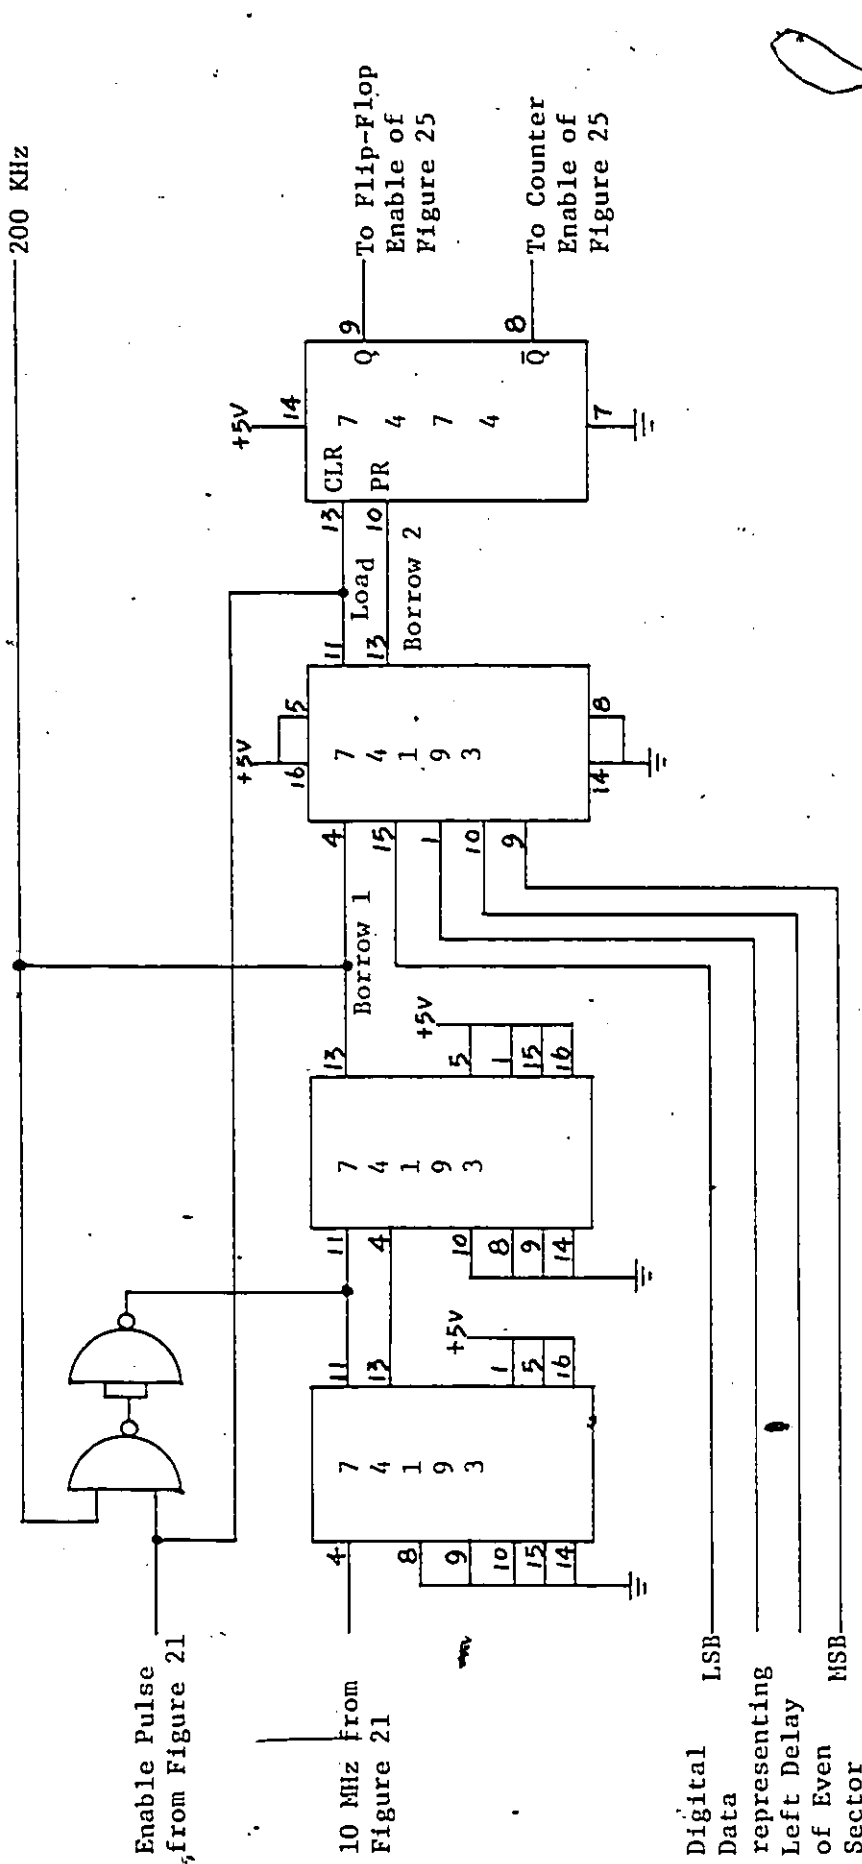 200 KHz
Enable Pulse
from Figure 21
10 MHz from
Figure 21
4
8
9
10
15
14
7
4
1
9
3
11
13
1
5
16
+5V
11
4
10
8
9
14
7
4
1
9
3
13
5
1
15
16
+5V
Borrow 1
4
15
1
10
9
+5V
16
5
7
4
1
9
3
14
8
11
13
Load
Borrow 2
13
10
CLR
PR
+5V
14
7
4
7
4
7
Q
Q̅
9
8
To Flip-Flop
Enable of
Figure 25
To Counter
Enable of
Figure 25
Digital
Data
representing
Left Delay
of Even
Sector
LSB
MSB